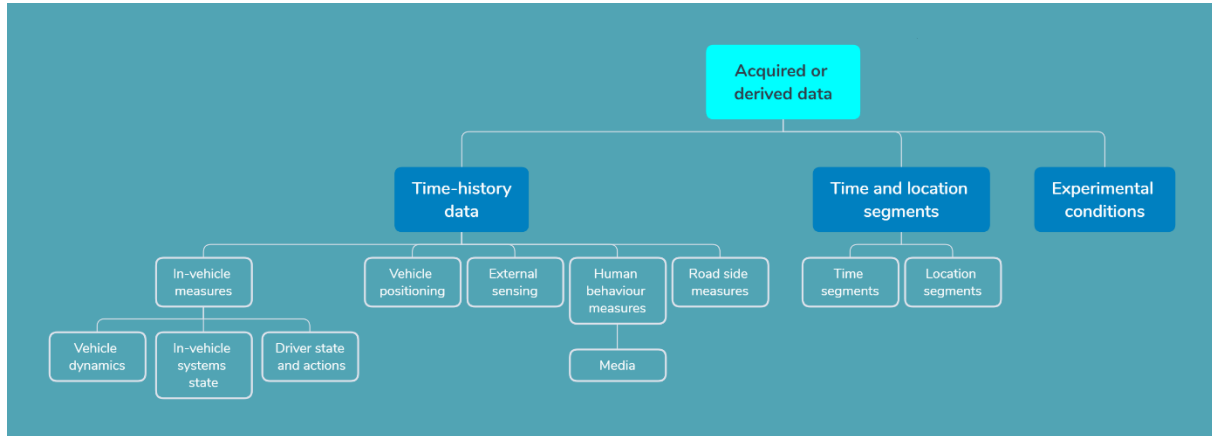 Acquired or
derived data
Time-history
data
Time and location
segments
Experimental
conditions
In-vehicle
measures
Vehicle
positioning
External
sensing
Human
behaviour
measures
Road side
measures
Time
segments
Location
segments
Vehicle
dynamics
In-vehicle
systems
state
Driver state
and actions
Media